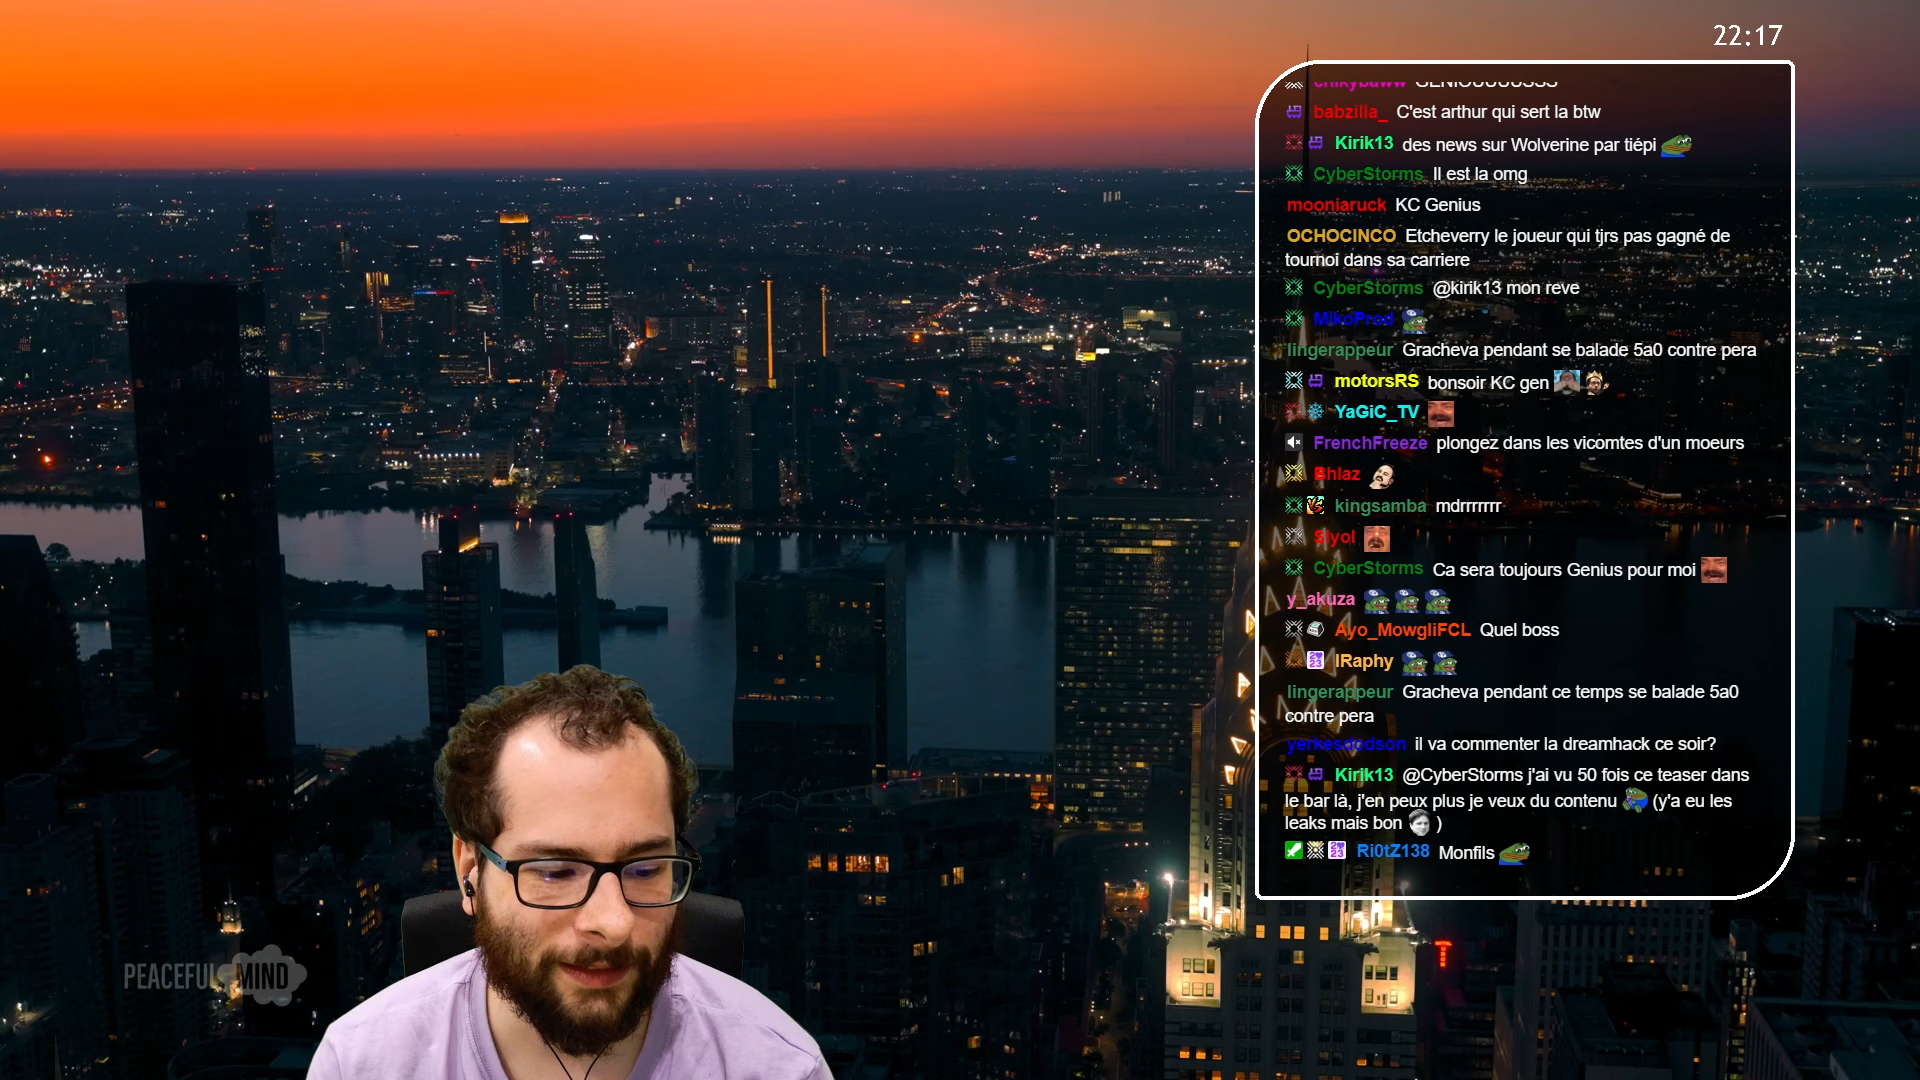 22:17
chikybaww GENIOUUUUSSS
babzilla_ C'est arthur qui sert la btw
Kirik13 des news sur Wolverine par tiépi
CyberStorms Il est la omg
mooniaruck KC Genius
OCHOCINCO Etcheverry le joueur qui tjrs pas gagné de
tournoi dans sa carriere
CyberStorms @kirik13 mon reve
MikoProd
lingerappeur Gracheva pendant se balade 5a0 contre pera
motorsRS bonsoir KC gen
YaGiC_TV
FrenchFreeze plongez dans les vicomtes d'un moeurs
Bhlaz
kingsamba mdrrrrrrr
Slyol
CyberStorms Ca sera toujours Genius pour moi
y_akuza
Ayo_MowgliFCL Quel boss
IRaphy
lingerappeur Gracheva pendant ce temps se balade 5a0
contre pera
yerkesdodson il va commenter la dreamhack ce soir?
Kirik13 @CyberStorms j'ai vu 50 fois ce teaser dans
le bar là, j'en peux plus je veux du contenu (y'a eu les
leaks mais bon )
Ri0tZ138 Monfils
PEACEFUL MIND